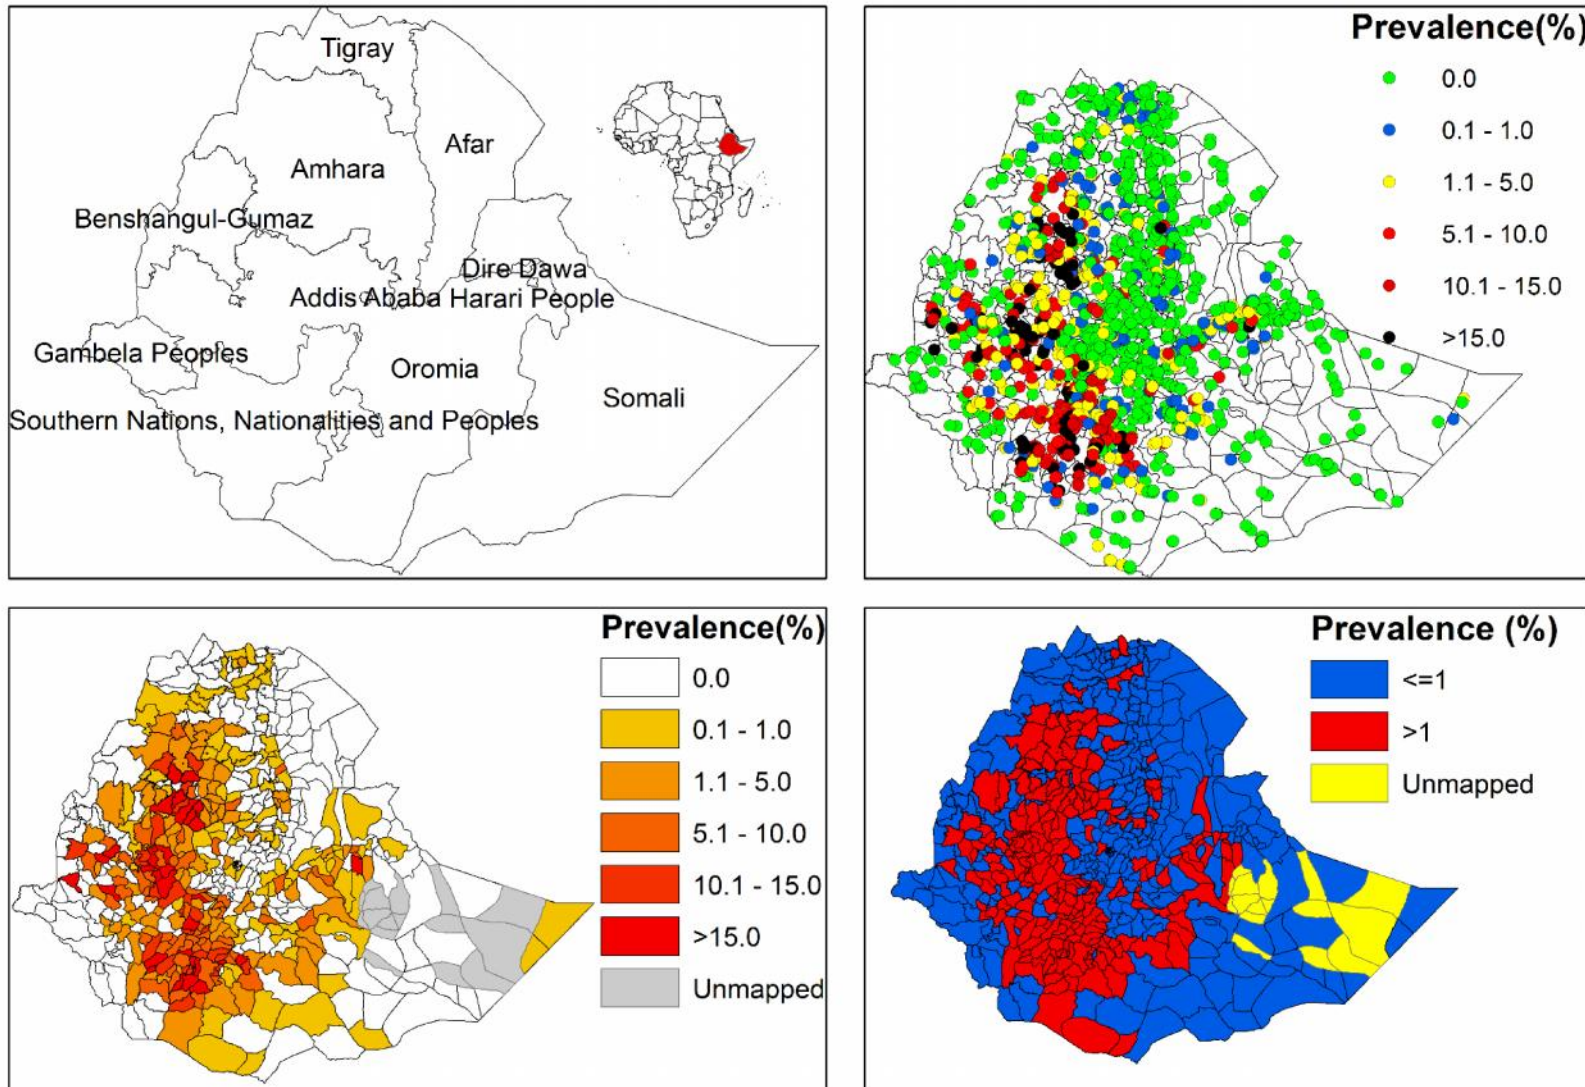 Tigray
Afar
Amhara
Benshangul-Gumaz
Dire Dawa
Addis Ababa Harari People
Gambela Peoples
Oromia
Somali
Southern Nations, Nationalities and Peoples
Prevalence(%)
0.0
0.1 - 1.0
1.1 - 5.0
5.1 - 10.0
10.1 - 15.0
>15.0
Prevalence(%)
0.0
0.1 - 1.0
1.1 - 5.0
5.1 - 10.0
10.1 - 15.0
>15.0
Unmapped
Prevalence (%)
<=1
>1
Unmapped